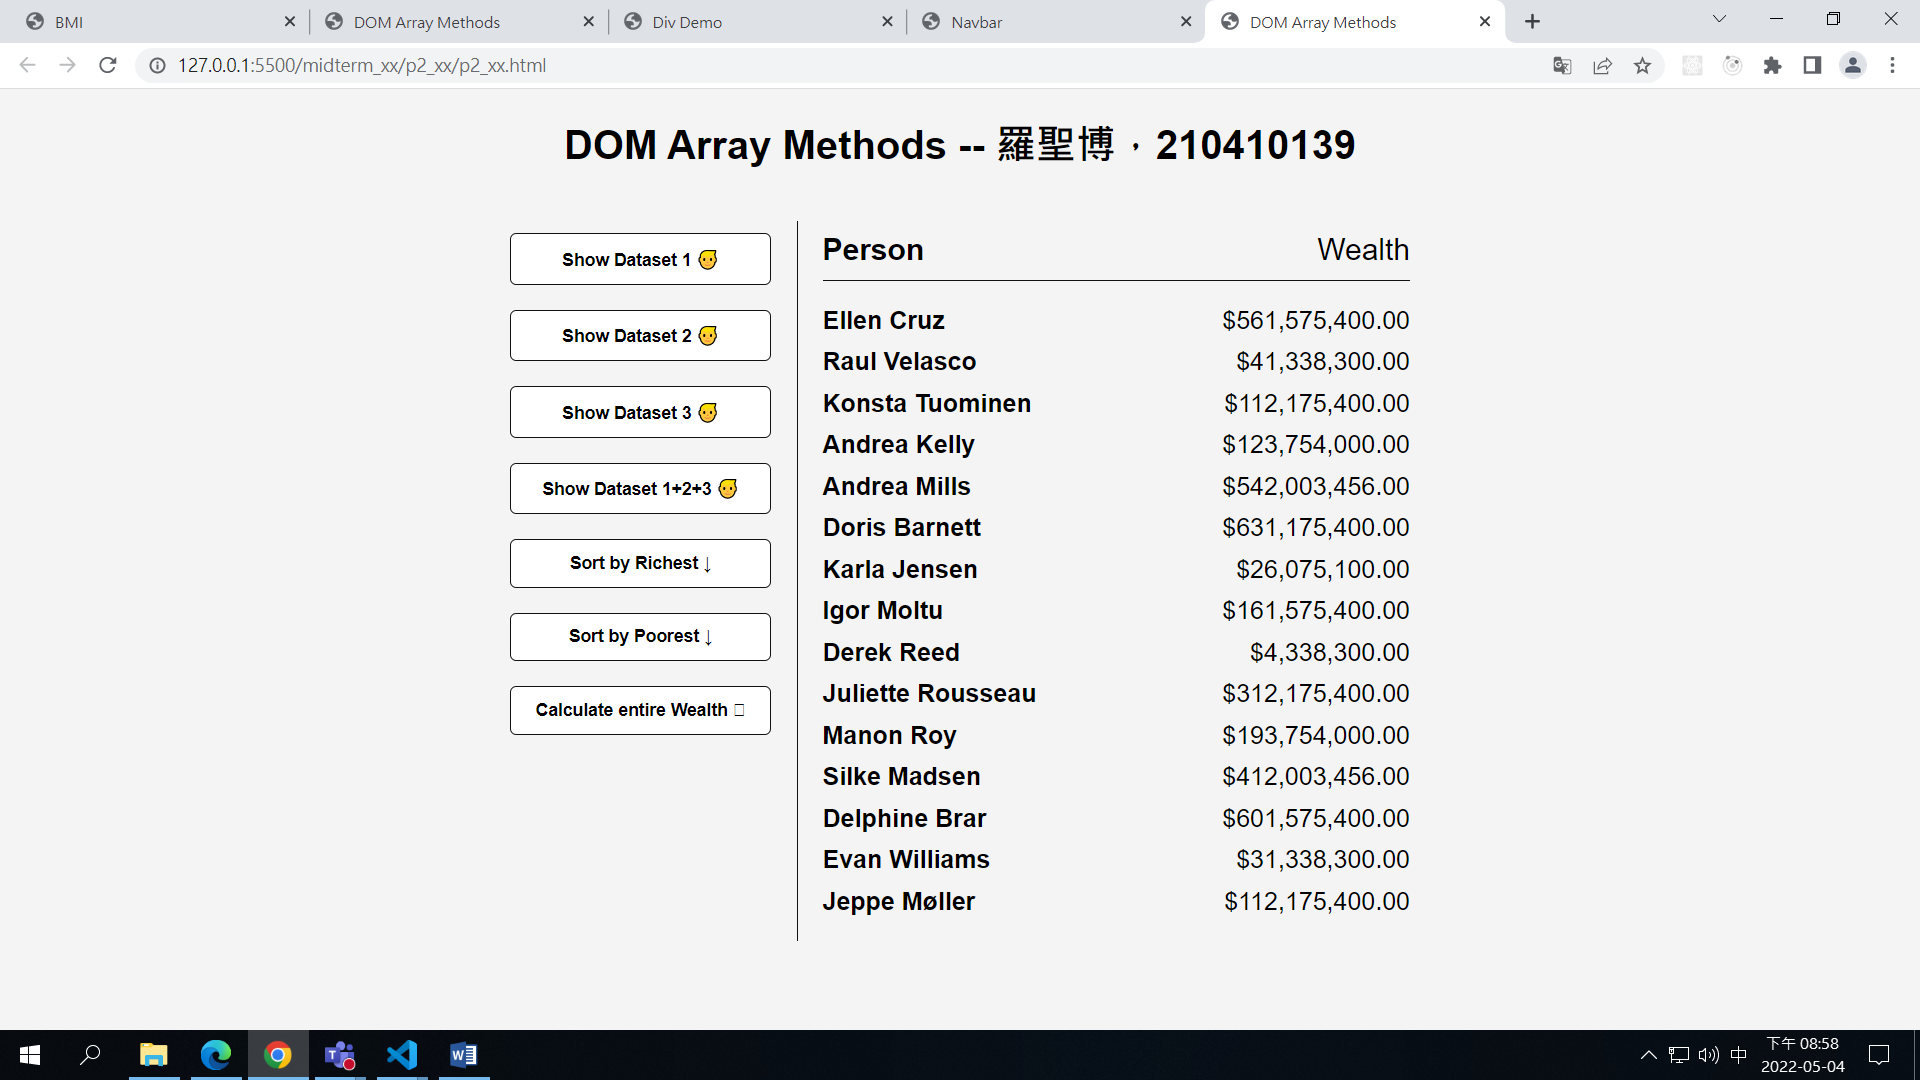 BMI
DOM Array Methods
Div Demo
Navbar
DOM Array Methods
127.0.0.1:5500/midterm_xx/p2_xx/p2_xx.html
DOM Array Methods -- 羅聖博，210410139
Show Dataset 1
Show Dataset 2
Show Dataset 3
Show Dataset 1+2+3
Sort by Richest ↓
Sort by Poorest ↓
Calculate entire Wealth
Person Wealth
Ellen Cruz $561,575,400.00
Raul Velasco $41,338,300.00
Konsta Tuominen $112,175,400.00
Andrea Kelly $123,754,000.00
Andrea Mills $542,003,456.00
Doris Barnett $631,175,400.00
Karla Jensen $26,075,100.00
Igor Moltu $161,575,400.00
Derek Reed $4,338,300.00
Juliette Rousseau $312,175,400.00
Manon Roy $193,754,000.00
Silke Madsen $412,003,456.00
Delphine Brar $601,575,400.00
Evan Williams $31,338,300.00
Jeppe Møller $112,175,400.00
中
下午 08:58
2022-05-04